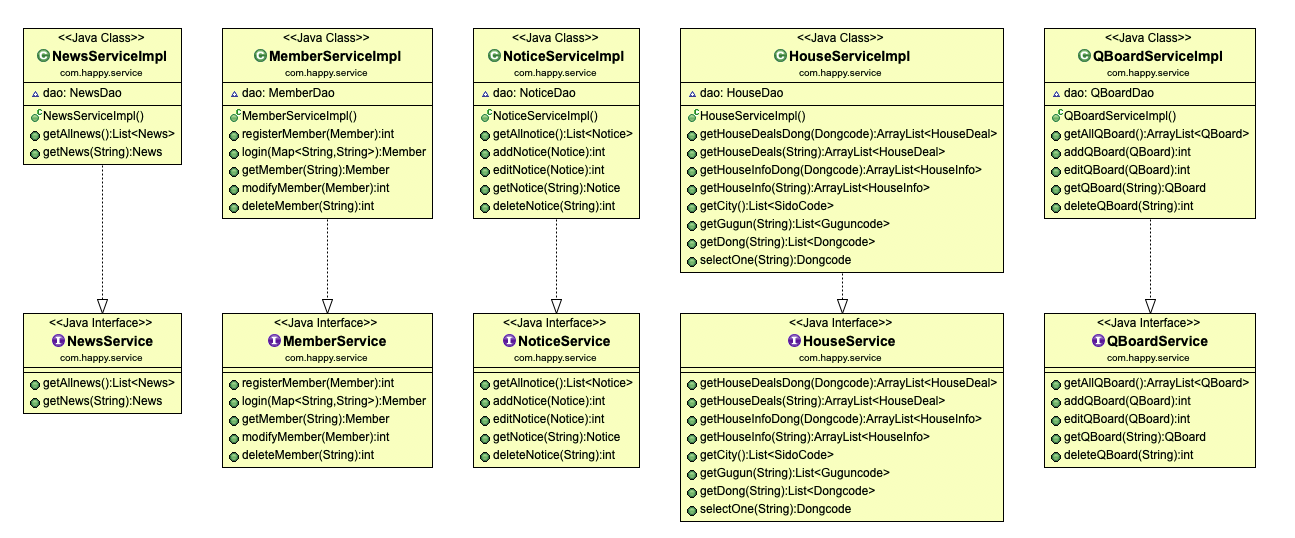 <<Java Class>>
NewsServiceImpl
com.happy.service
dao: NewsDao
NewsServiceImpl()
getAllnews():List<News>
getNews(String):News
<<Java Class>>
MemberServiceImpl
com.happy.service
dao: MemberDao
MemberServiceImpl()
registerMember(Member):int
login(Map<String,String>):Member
getMember(String):Member
modifyMember(Member):int
deleteMember(String):int
<<Java Class>>
NoticeServiceImpl
com.happy.service
dao: NoticeDao
NoticeServiceImpl()
getAllnotice():List<Notice>
addNotice(Notice):int
editNotice(Notice):int
getNotice(String):Notice
deleteNotice(String):int
<<Java Class>>
HouseServiceImpl
com.happy.service
dao: HouseDao
HouseServiceImpl()
getHouseDealsDong(Dongcode):ArrayList<HouseDeal>
getHouseDeals(String):ArrayList<HouseDeal>
getHouseInfoDong(Dongcode):ArrayList<HouseInfo>
getHouseInfo(String):ArrayList<HouseInfo>
getCity():List<SidoCode>
getGugun(String):List<Guguncode>
getDong(String):List<Dongcode>
selectOne(String):Dongcode
<<Java Class>>
QBoardServiceImpl
com.happy.service
dao: QBoardDao
QBoardServiceImpl()
getAllQBoard():ArrayList<QBoard>
addQBoard(QBoard):int
editQBoard(QBoard):int
getQBoard(String):QBoard
deleteQBoard(String):int
<<Java Interface>>
NewsService
com.happy.service
getAllnews():List<News>
getNews(String):News
<<Java Interface>>
MemberService
com.happy.service
registerMember(Member):int
login(Map<String,String>):Member
getMember(String):Member
modifyMember(Member):int
deleteMember(String):int
<<Java Interface>>
NoticeService
com.happy.service
getAllnotice():List<Notice>
addNotice(Notice):int
editNotice(Notice):int
getNotice(String):Notice
deleteNotice(String):int
<<Java Interface>>
HouseService
com.happy.service
getHouseDealsDong(Dongcode):ArrayList<HouseDeal>
getHouseDeals(String):ArrayList<HouseDeal>
getHouseInfoDong(Dongcode):ArrayList<HouseInfo>
getHouseInfo(String):ArrayList<HouseInfo>
getCity():List<SidoCode>
getGugun(String):List<Guguncode>
getDong(String):List<Dongcode>
selectOne(String):Dongcode
<<Java Interface>>
QBoardService
com.happy.service
getAllQBoard():ArrayList<QBoard>
addQBoard(QBoard):int
editQBoard(QBoard):int
getQBoard(String):QBoard
deleteQBoard(String):int